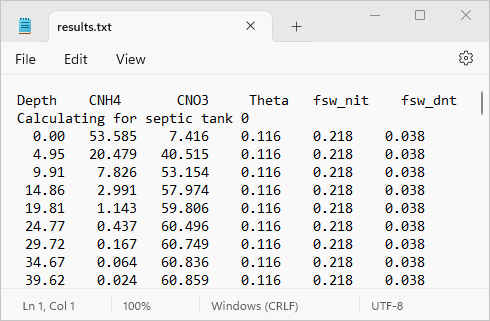 results.txt
File Edit View
Depth CNH4 CNO3 Theta fsw_nit fsw_dnt
Calculating for septic tank 0
0.00 53.585 7.416 0.116 0.218 0.038
4.95 20.479 40.515 0.116 0.218 0.038
9.91 7.826 53.154 0.116 0.218 0.038
14.86 2.991 57.974 0.116 0.218 0.038
19.81 1.143 59.806 0.116 0.218 0.038
24.77 0.437 60.496 0.116 0.218 0.038
29.72 0.167 60.749 0.116 0.218 0.038
34.67 0.064 60.836 0.116 0.218 0.038
39.62 0.024 60.859 0.116 0.218 0.038
Ln 1, Col 1 100% Windows (CRLF) UTF-8